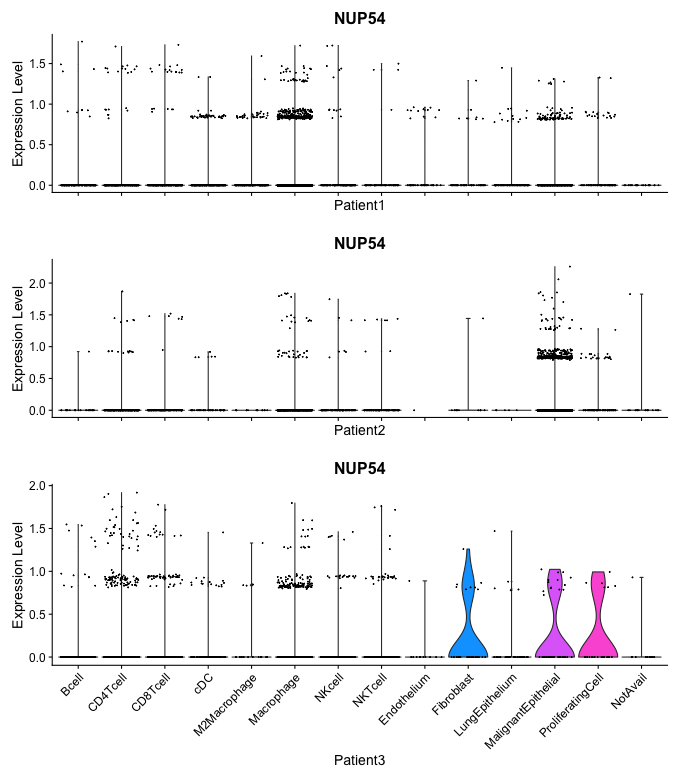 NUP54
Expression Level
1.5
1.0
0.5
0.0
Patient1
NUP54
Expression Level
2.0
1.5
1.0
0.5
0.0
Patient2
NUP54
Expression Level
2.0
1.5
1.0
0.5
0.0
Bcell
CD4Tcell
CD8Tcell
cDC
M2Macrophage
Macrophage
NKcell
NKTcell
Endothelium
Fibroblast
LungEpithelium
MalignantEpithelial
ProliferatingCell
NotAvail
Patient3